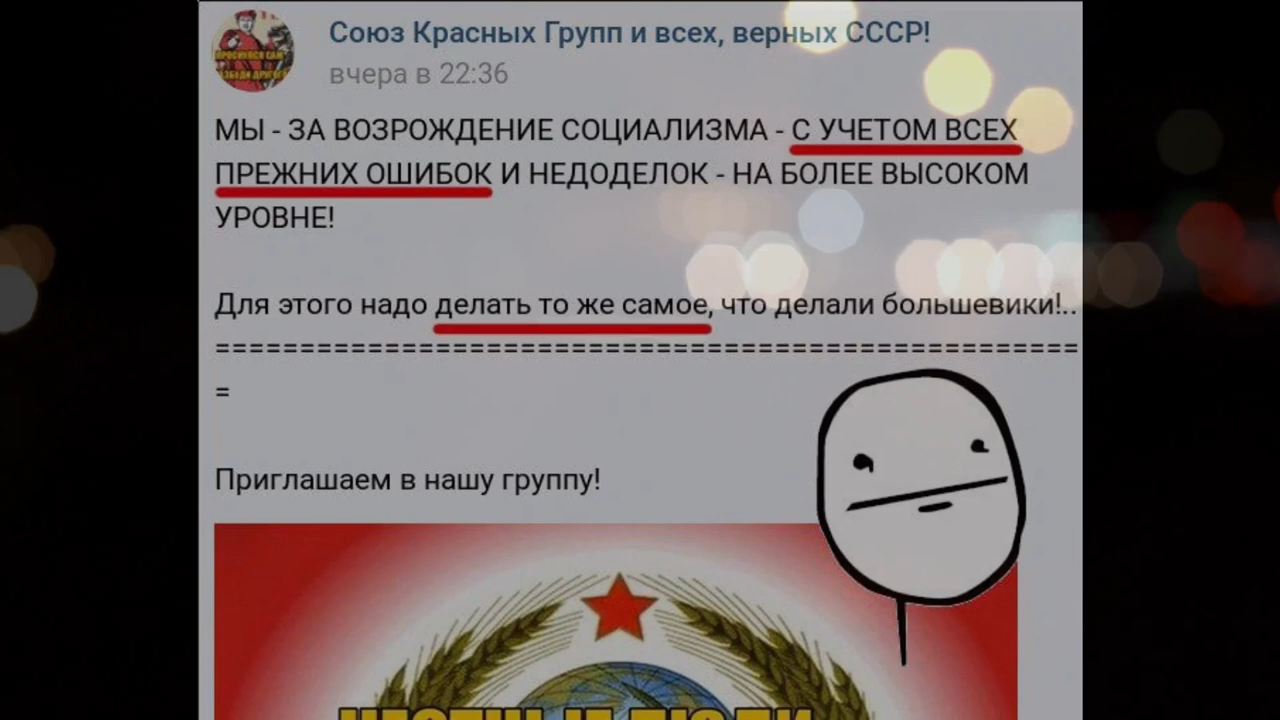 Союз Красных Групп и всех, верных СССР!
вчера в 22:36
МЫ - ЗА ВОЗРОЖДЕНИЕ СОЦИАЛИЗМА - С УЧЕТОМ ВСЕХ
ПРЕЖНИХ ОШИБОК И НЕДОДЕЛОК - НА БОЛЕЕ ВЫСОКОМ
УРОВНЕ!
Для этого надо делать то же самое, что делали большевики!..
===================================================
=
Приглашаем в нашу группу!